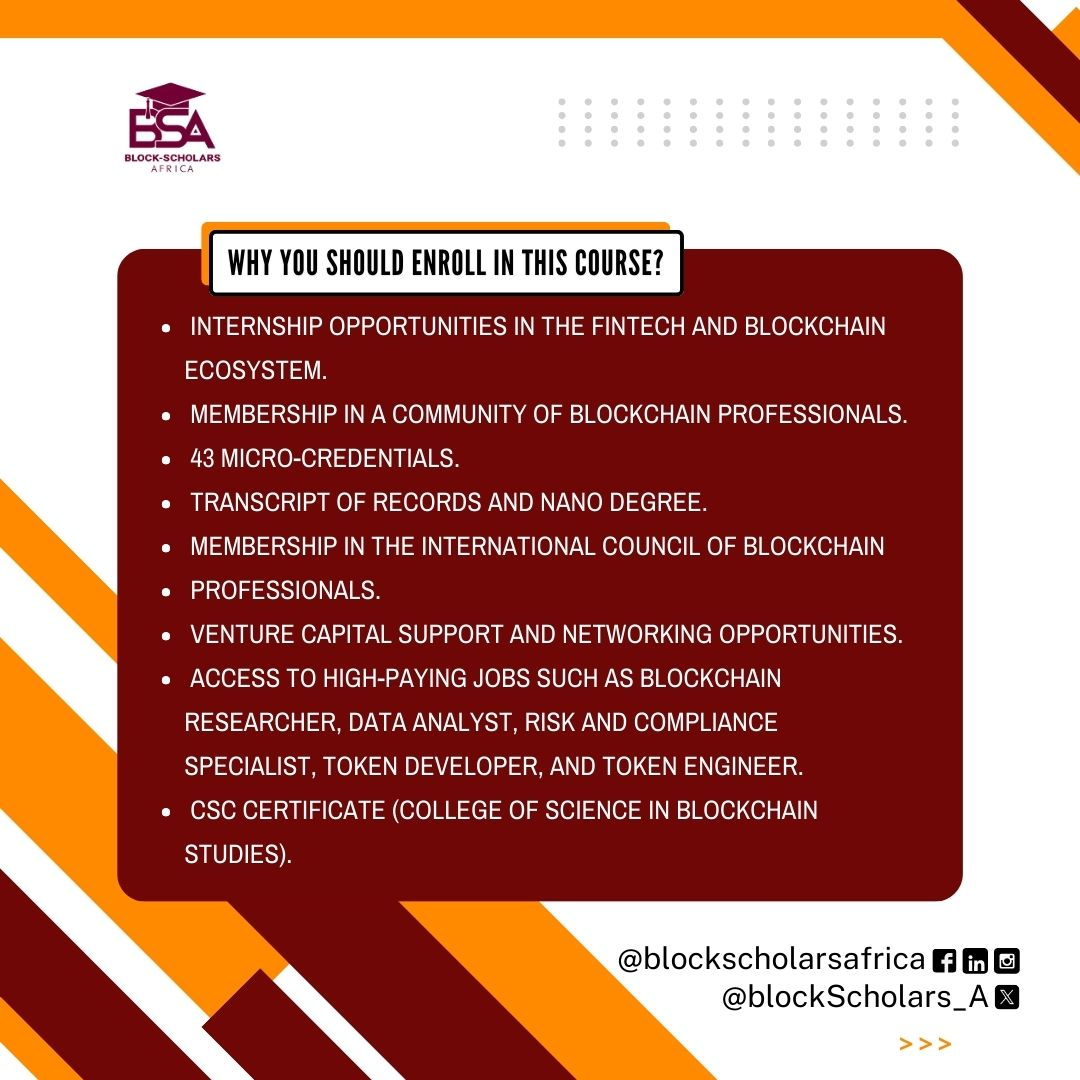 BSA
BLOCK-SCHOLARS
AFRICA
WHY YOU SHOULD ENROLL IN THIS COURSE?
• INTERNSHIP OPPORTUNITIES IN THE FINTECH AND BLOCKCHAIN
ECOSYSTEM.
• MEMBERSHIP IN A COMMUNITY OF BLOCKCHAIN PROFESSIONALS.
• 43 MICRO-CREDENTIALS.
• TRANSCRIPT OF RECORDS AND NANO DEGREE.
• MEMBERSHIP IN THE INTERNATIONAL COUNCIL OF BLOCKCHAIN
• PROFESSIONALS.
• VENTURE CAPITAL SUPPORT AND NETWORKING OPPORTUNITIES.
• ACCESS TO HIGH-PAYING JOBS SUCH AS BLOCKCHAIN
RESEARCHER, DATA ANALYST, RISK AND COMPLIANCE
SPECIALIST, TOKEN DEVELOPER, AND TOKEN ENGINEER.
• CSC CERTIFICATE (COLLEGE OF SCIENCE IN BLOCKCHAIN
STUDIES).
@blockscholarsafrica
@blockScholars_A
>>>